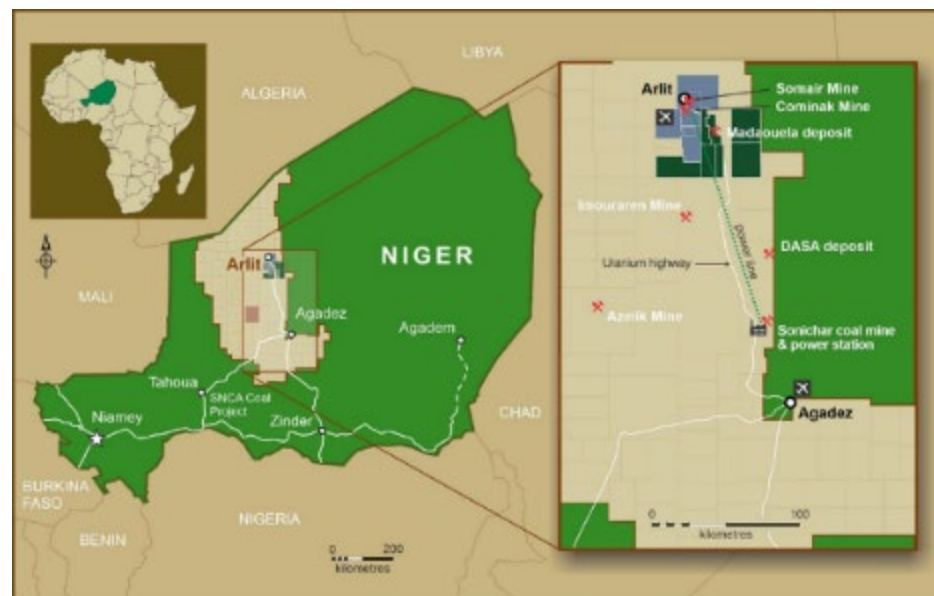 LIBYA
ALGERIA
MALI
NIGER
Arlit
Agadez
Agadem
Tahoua
SNCA Coal
Project
Niamey
Zinder
CHAD
BURKINA
FASO
BENIN
NIGERIA
0 200
kilometres
Arlit
Somair Mine
Cominak Mine
Madaouela deposit
Imouraren Mine
power line
DASA deposit
Uranium highway
Azelik Mine
Sonichar coal mine
& power station
Agadez
0 100
kilometres